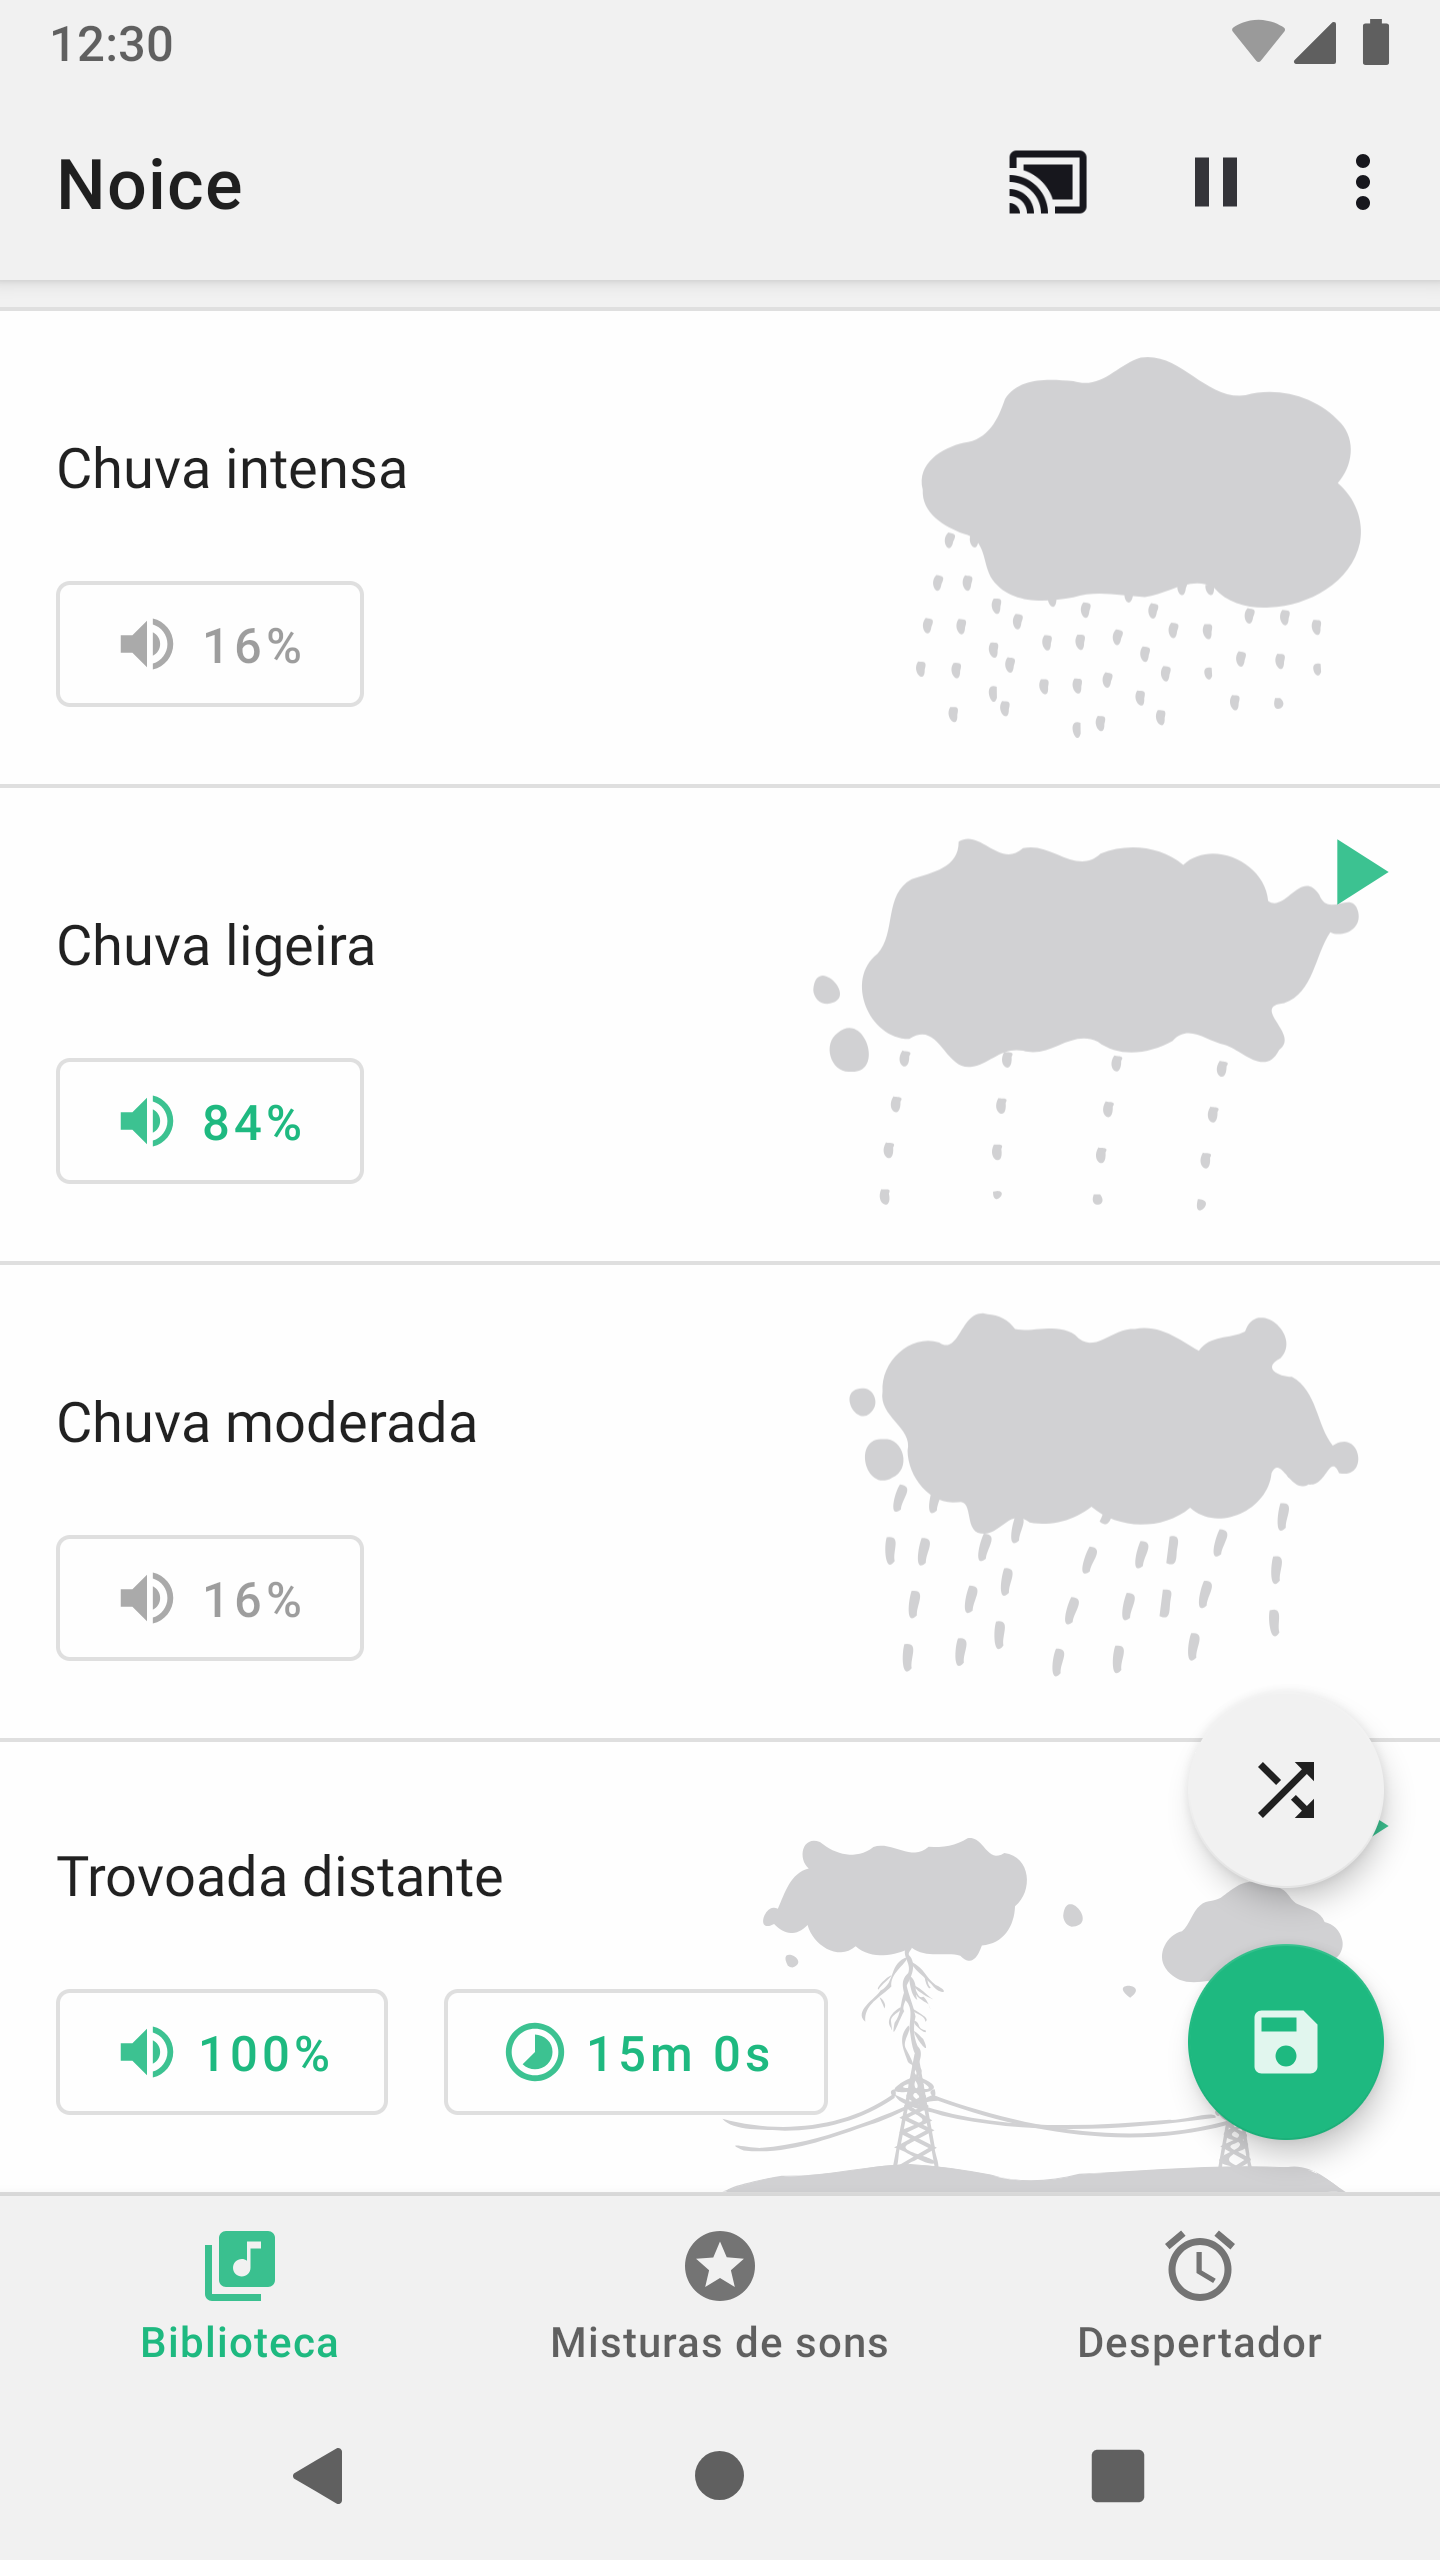 12:30
Noice
Chuva intensa
16%
Chuva ligeira
84%
Chuva moderada
16%
Trovoada distante
100%
15m 0s
Biblioteca
Misturas de sons
Despertador